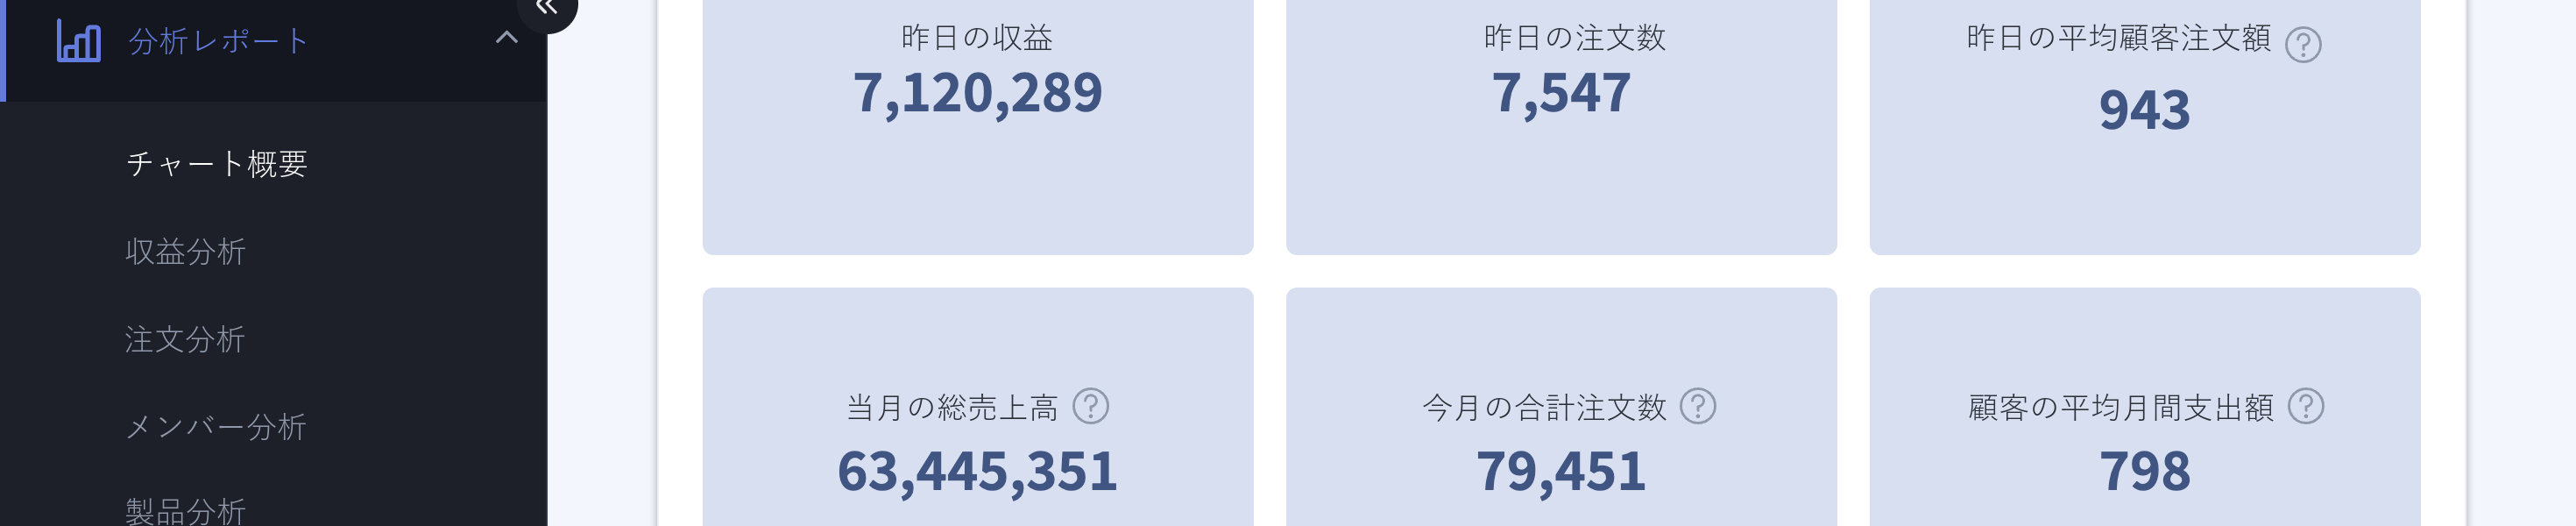 分析レポート
チャート概要
収益分析
注文分析
メンバー分析
製品分析
昨日の収益
7,120,289
昨日の注文数
7,547
昨日の平均顧客注文額
943
当月の総売上高
63,445,351
今月の合計注文数
79,451
顧客の平均月間支出額
798